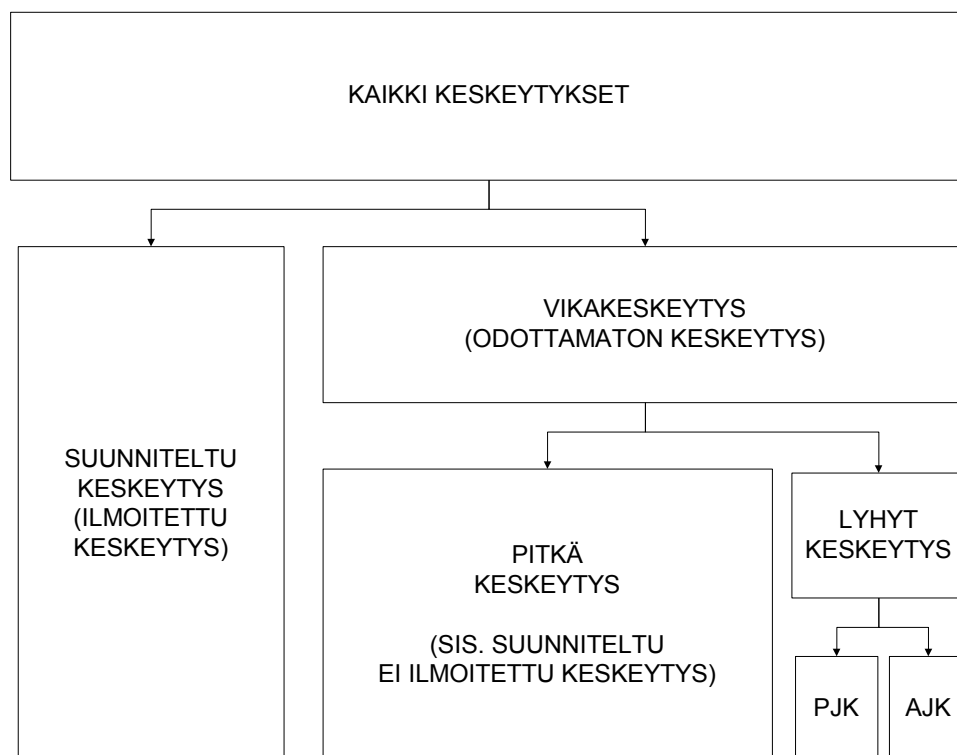 KAIKKI KESKEYTYKSET
SUUNNITELTU
KESKEYTYS
(ILMOITETTU
KESKEYTYS)
VIKAKESKEYTYS
(ODOTTAMATON KESKEYTYS)
PITKÄ
KESKEYTYS
(SIS. SUUNNITELTU
EI ILMOITETTU KESKEYTYS)
LYHYT
KESKEYTYS
PJK
AJK